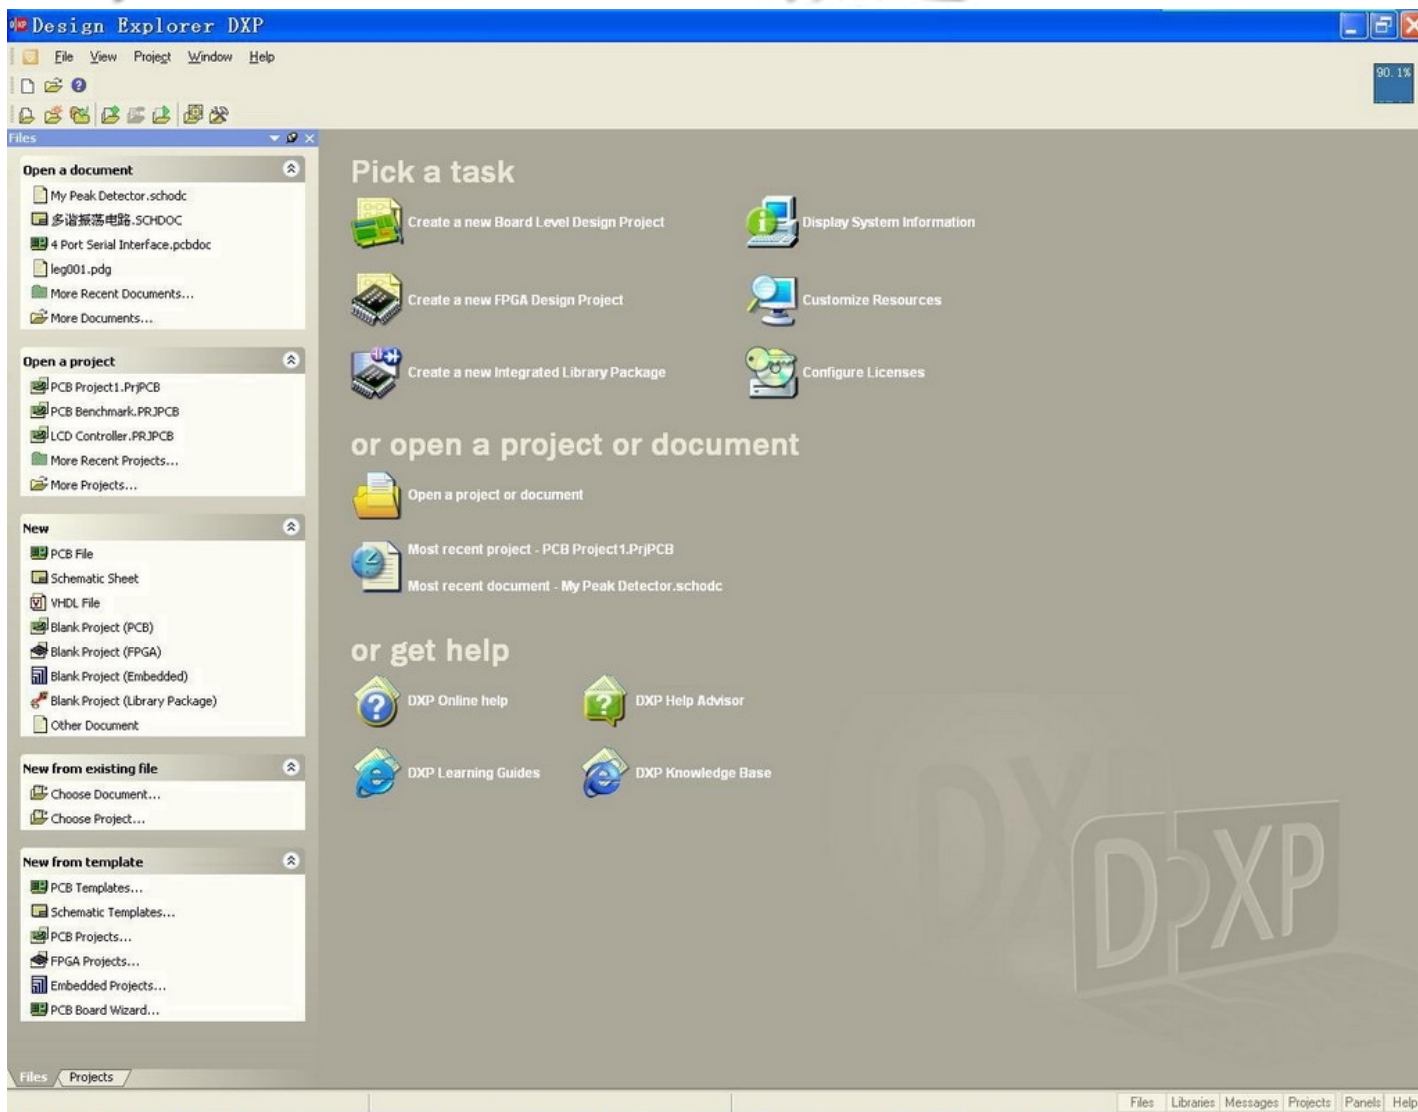 Design Explorer DXP
File View Project Window Help
90.1%
Files
Open a document
My Peak Detector.schodc
多谐振荡电路.SCHDOC
4 Port Serial Interface.pcbdoc
leg001.pdg
More Recent Documents...
More Documents...
Open a project
PCB Project1.PrjPCB
PCB Benchmark.PRJPCB
LCD Controller.PRJPCB
More Recent Projects...
More Projects...
New
PCB File
Schematic Sheet
VHDL File
Blank Project (PCB)
Blank Project (FPGA)
Blank Project (Embedded)
Blank Project (Library Package)
Other Document
New from existing file
Choose Document...
Choose Project...
New from template
PCB Templates...
Schematic Templates...
PCB Projects...
FPGA Projects...
Embedded Projects...
PCB Board Wizard...
Files Projects
Pick a task
Create a new Board Level Design Project
Display System Information
Create a new FPGA Design Project
Customize Resources
Create a new Integrated Library Package
Configure Licenses
or open a project or document
Open a project or document
Most recent project - PCB Project1.PrjPCB
Most recent document - My Peak Detector.schodc
or get help
DXP Online help
DXP Help Advisor
DXP Learning Guides
DXP Knowledge Base
DXP
Files Libraries Messages Projects Panels Help